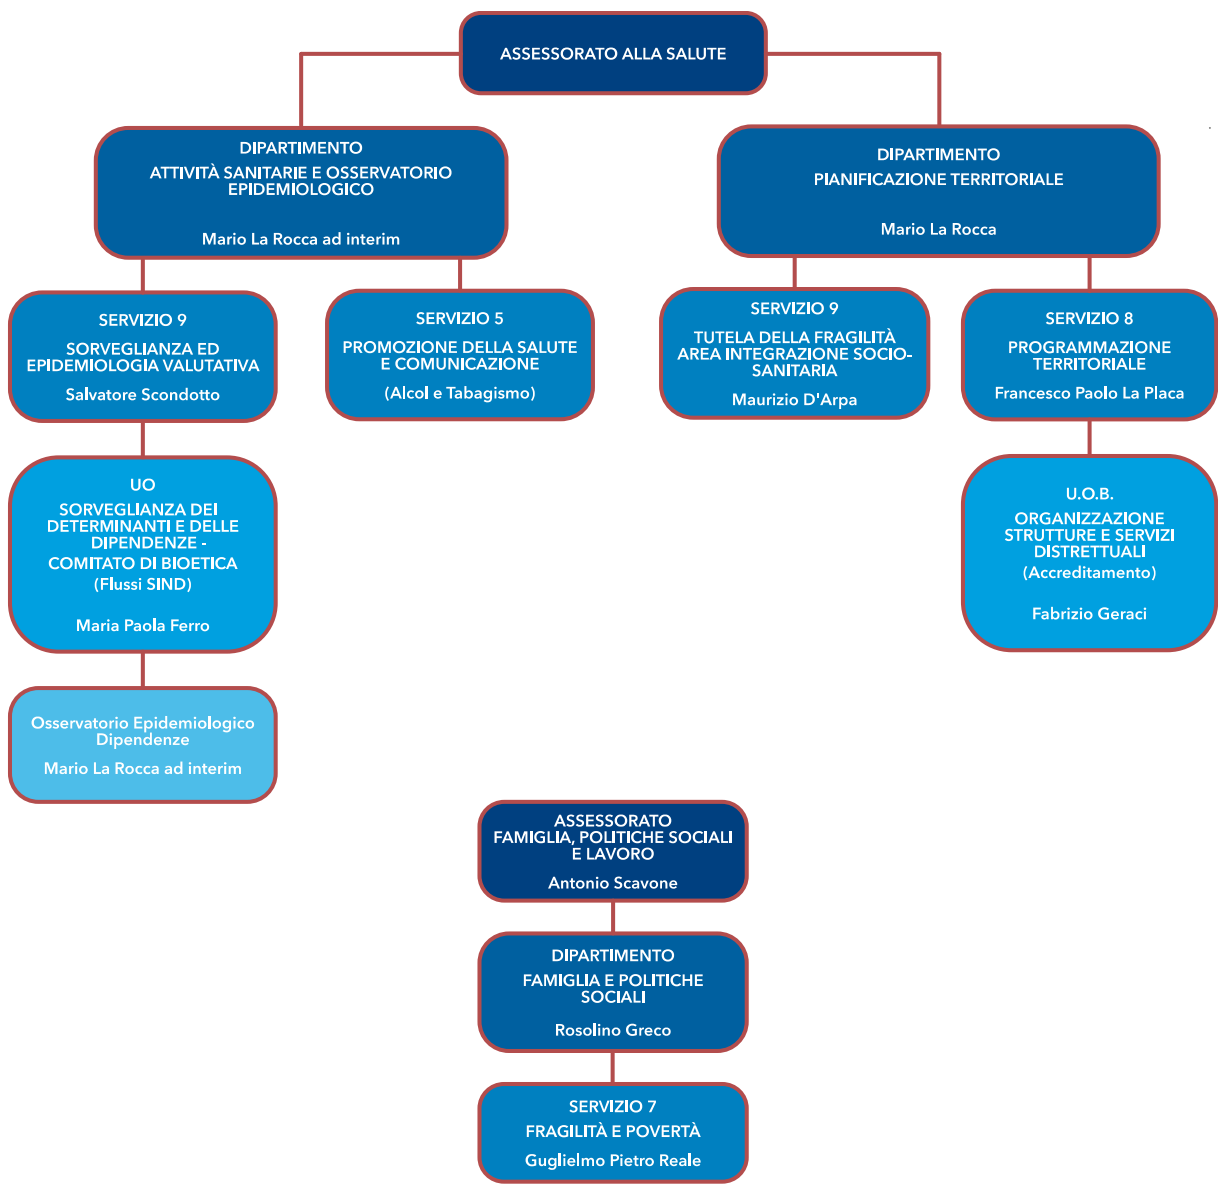 ASSESSORATO ALLA SALUTE
DIPARTIMENTO
ATTIVITÀ SANITARIE E OSSERVATORIO
EPIDEMIOLOGICO
Mario La Rocca ad interim
DIPARTIMENTO
PIANIFICAZIONE TERRITORIALE
Mario La Rocca
SERVIZIO 9
SORVEGLIANZA ED
EPIDEMIOLOGIA VALUTATIVA
Salvatore Scondotto
SERVIZIO 5
PROMOZIONE DELLA SALUTE
E COMUNICAZIONE
(Alcol e Tabagismo)
SERVIZIO 9
TUTELA DELLA FRAGILITÀ
AREA INTEGRAZIONE SOCIO-
SANITARIA
Maurizio D'Arpa
SERVIZIO 8
PROGRAMMAZIONE
TERRITORIALE
Francesco Paolo La Placa
UO
SORVEGLIANZA DEI
DETERMINANTI E DELLE
DIPENDENZE -
COMITATO DI BIOETICA
(Flussi SIND)
Maria Paola Ferro
U.O.B.
ORGANIZZAZIONE
STRUTTURE E SERVIZI
DISTRETTUALI
(Accreditamento)
Fabrizio Geraci
Osservatorio Epidemiologico
Dipendenze
Mario La Rocca ad interim
ASSESSORATO
FAMIGLIA, POLITICHE SOCIALI
E LAVORO
Antonio Scavone
DIPARTIMENTO
FAMIGLIA E POLITICHE
SOCIALI
Rosolino Greco
SERVIZIO 7
FRAGILITÀ E POVERTÀ
Guglielmo Pietro Reale